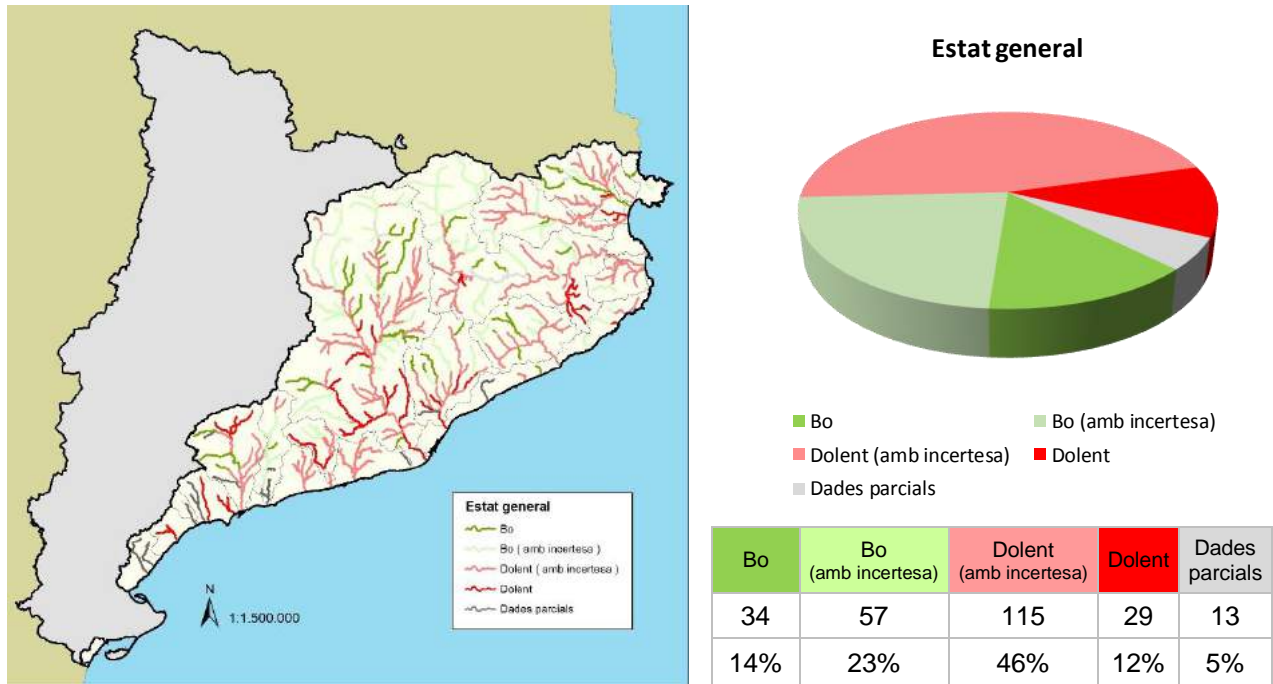 Estat general
Bo
Bo ( amb incertesa )
Dolent ( amb incertesa )
Dolent
Dades parcials
N
1:1.500.000
Estat general
Bo
Bo (amb incertesa)
Dolent (amb incertesa)
Dolent
Dades parcials
Bo
Bo
(amb incertesa)
Dolent
(amb incertesa)
Dolent
Dades
parcials
34 57 115 29 13
14% 23% 46% 12% 5%